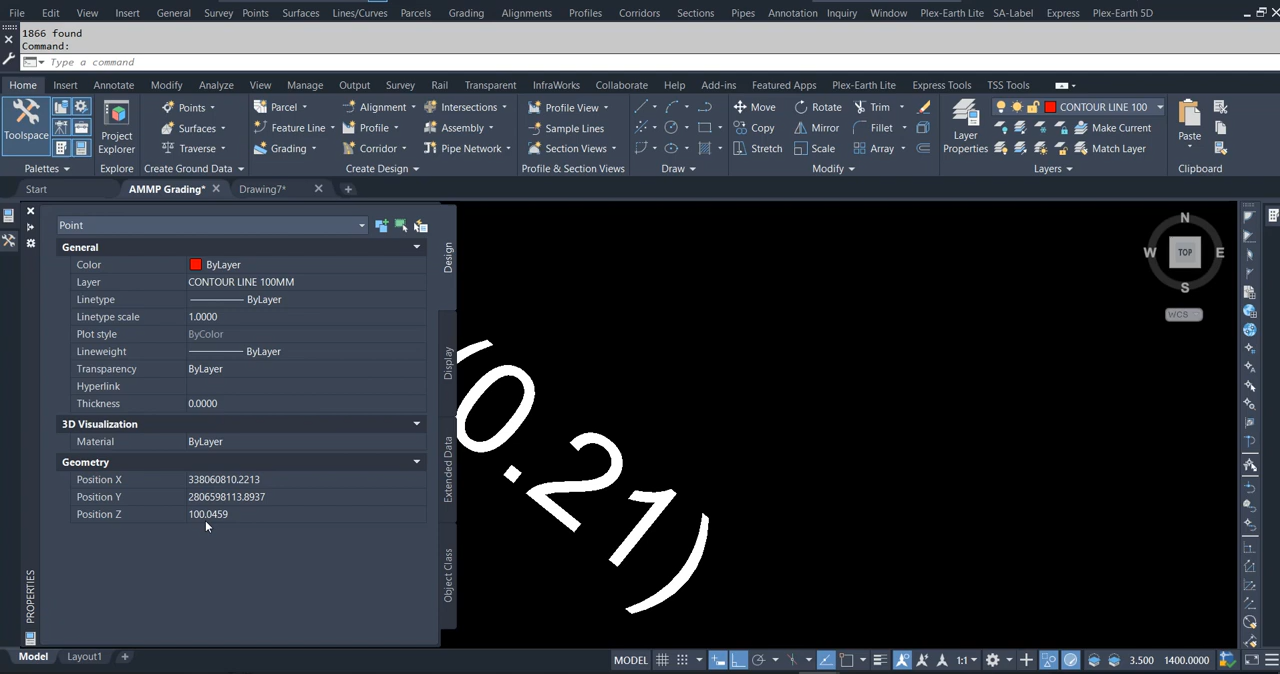 File Edit View Insert General Survey Points Surfaces Lines/Curves Parcels Grading Alignments Profiles Corridors Sections Pipes Annotation Inquiry Window Plex-Earth Lite SA-Label Express Plex-Earth 5D
1866 found
Command:
Type a command
Home Insert Annotate Modify Analyze View Manage Output Survey Rail Transparent InfraWorks Collaborate Help Add-ins Featured Apps Plex-Earth Lite Express Tools TSS Tools
Points Parcel Alignment Intersections Profile View Move Rotate Trim CONTOUR LINE 100
Toolspace Project Explorer Surfaces Feature Line Profile Assembly Sample Lines Copy Mirror Fillet Layer Properties Make Current Paste
Traverse Grading Corridor Pipe Network Section Views Stretch Scale Array Match Layer
Palettes Explore Create Ground Data Create Design Profile & Section Views Draw Modify Layers Clipboard
Start AMMP Grading* Drawing7*
Point
General
Color ByLayer
Layer CONTOUR LINE 100MM
Linetype ByLayer
Linetype scale 1.0000
Plot style ByColor
Lineweight ByLayer
Transparency ByLayer
Hyperlink
Thickness 0.0000
3D Visualization
Material ByLayer
Geometry
Position X 338060810.2213
Position Y 2806598113.8937
Position Z 100.0459
Design
Display
Extended Data
Object Class
PROPERTIES
(0.21)
N
W TOP E
S
WCS
Model Layout1
MODEL 1:1 3.500 1400.0000